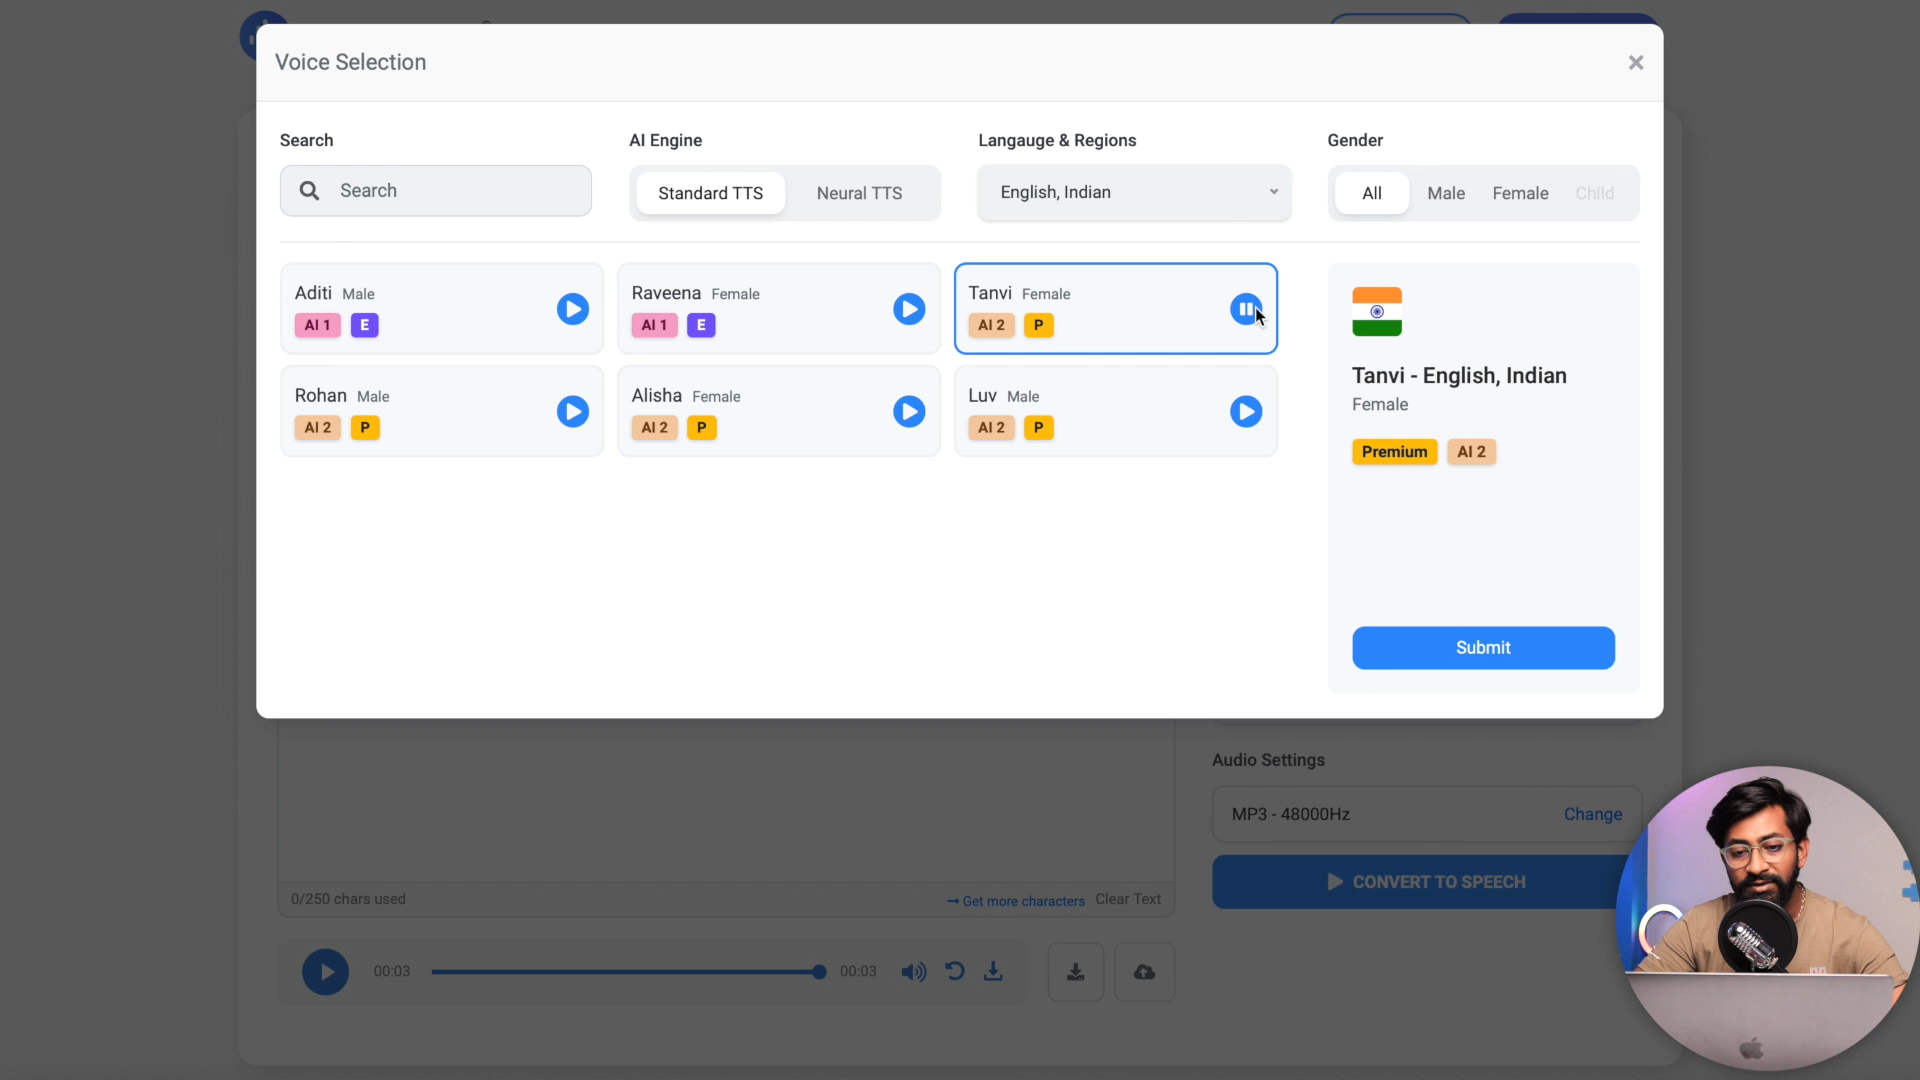 Voice Selection
×
Search
AI Engine
Langauge & Regions
Gender
Search
Standard TTS
Neural TTS
English, Indian
All
Male
Female
Child
Aditi Male
AI 1 E
Raveena Female
AI 1 E
Tanvi Female
AI 2 P
Rohan Male
AI 2 P
Alisha Female
AI 2 P
Luv Male
AI 2 P
Tanvi - English, Indian
Female
Premium AI 2
Submit
Audio Settings
MP3 - 48000Hz
Change
CONVERT TO SPEECH
0/250 chars used
→ Get more characters
Clear Text
00:03
00:03